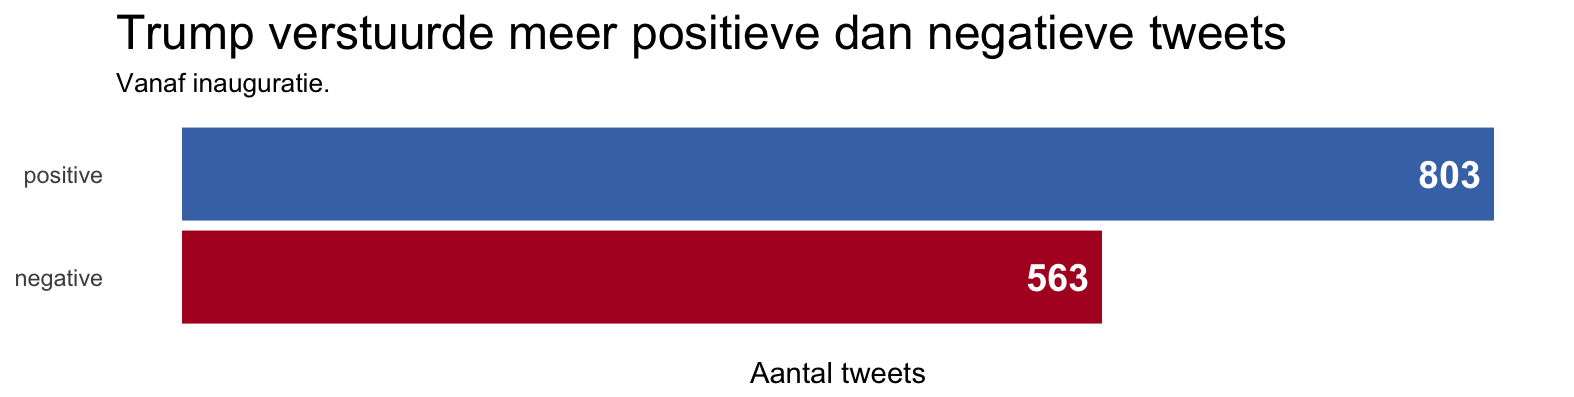 Trump verstuurde meer positieve dan negatieve tweets
Vanaf inauguratie.
positive
803
negative
563
Aantal tweets